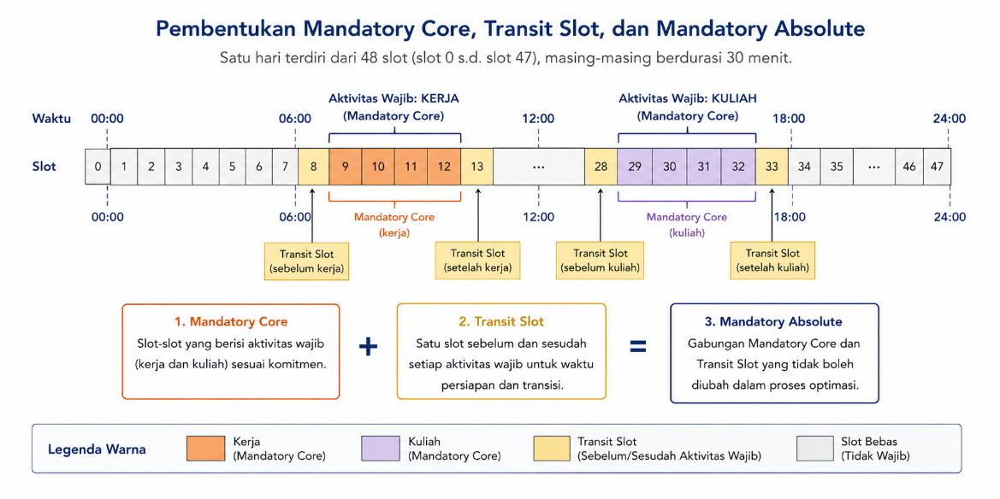 Pembentukan Mandatory Core, Transit Slot, dan Mandatory Absolute
Satu hari terdiri dari 48 slot (slot 0 s.d. slot 47), masing-masing berdurasi 30 menit.
Aktivitas Wajib: KERJA
(Mandatory Core)
Aktivitas Wajib: KULIAH
(Mandatory Core)
Waktu 00:00 06:00 12:00 18:00 24:00
Slot 0 1 2 3 4 5 6 7 8 9 10 11 12 13 ... 28 29 30 31 32 33 34 35 ... 46 47
00:00 06:00 12:00 18:00 24:00
Mandatory Core
(kerja)
Mandatory Core
(kuliah)
Transit Slot
(sebelum kerja)
Transit Slot
(setelah kerja)
Transit Slot
(sebelum kuliah)
Transit Slot
(setelah kuliah)
1. Mandatory Core
Slot-slot yang berisi aktivitas wajib
(kerja dan kuliah) sesuai komitmen.
+
2. Transit Slot
Satu slot sebelum dan sesudah
setiap aktivitas wajib untuk waktu
persiapan dan transisi.
=
3. Mandatory Absolute
Gabungan Mandatory Core dan
Transit Slot yang tidak boleh
diubah dalam proses optimasi.
Legenda Warna
Kerja
(Mandatory Core)
Kuliah
(Mandatory Core)
Transit Slot
(Sebelum/Sesudah Aktivitas Wajib)
Slot Bebas
(Tidak Wajib)